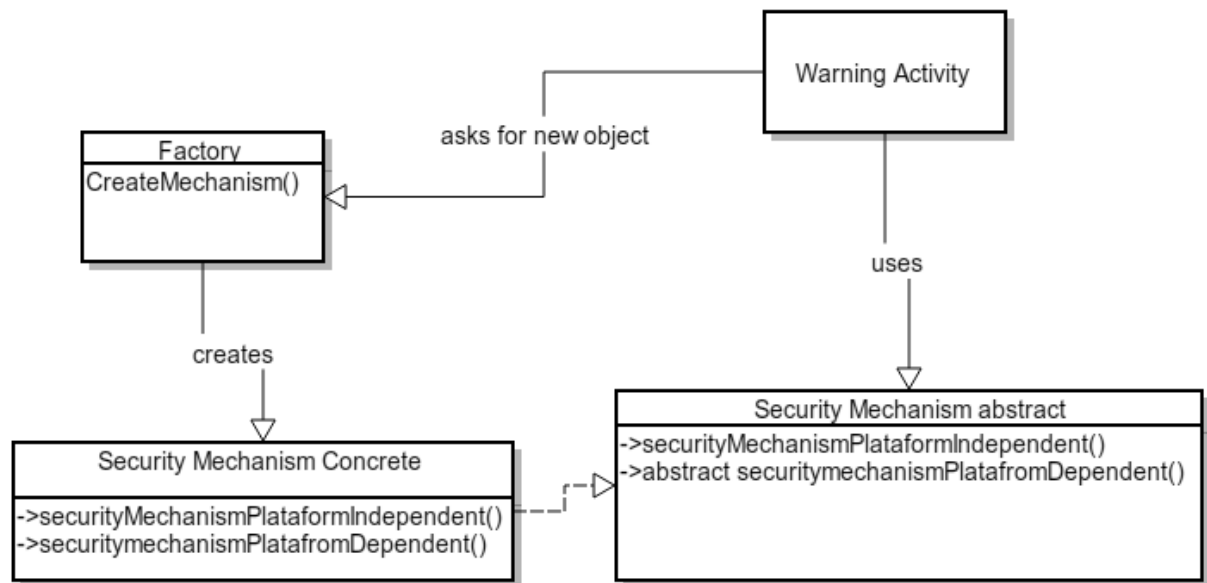 Warning Activity
asks for new object
Factory
CreateMechanism()
uses
creates
Security Mechanism abstract
->securityMechanismPlataformIndependent()
->abstract securitymechanismPlatafromDependent()
Security Mechanism Concrete
->securityMechanismPlataformIndependent()
->securitymechanismPlatafromDependent()